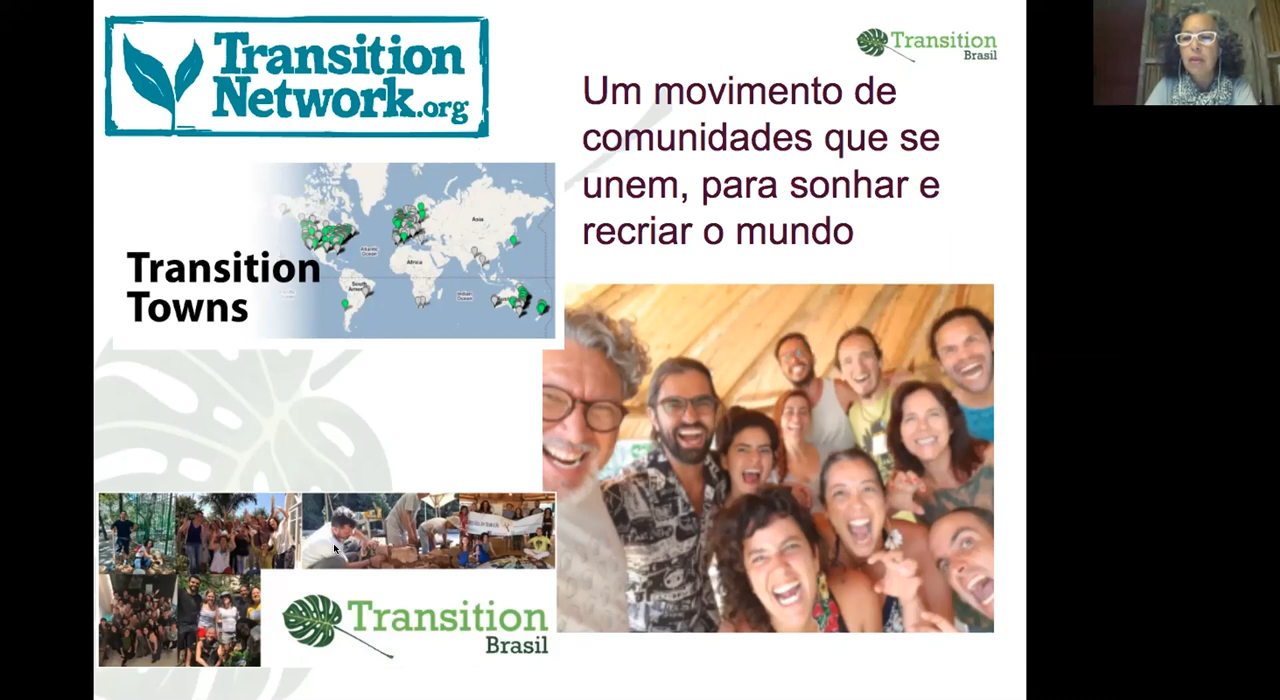 Transition
Network.org
Transition
Brasil
Um movimento de
comunidades que se
unem, para sonhar e
recriar o mundo
Asia
Africa
Transition
Towns
Transition
Brasil